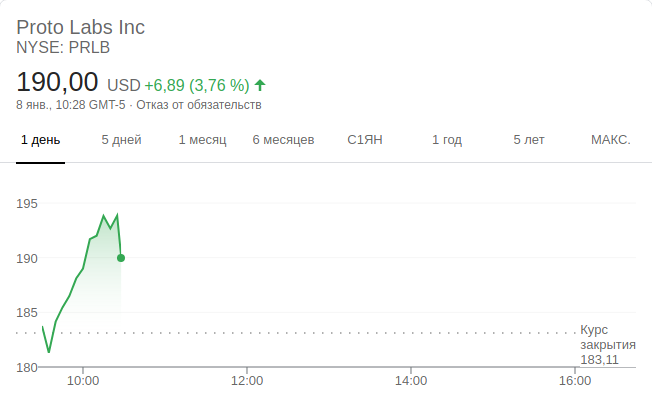 Proto Labs Inc
NYSE: PRLB
190,00 USD +6,89 (3,76 %)
8 янв., 10:28 GMT-5 · Отказ от обязательств
1 день 5 дней 1 месяц 6 месяцев С1ЯН 1 год 5 лет МАКС.
195
190
185
Курс
закрытия
183,11
180
10:00 12:00 14:00 16:00